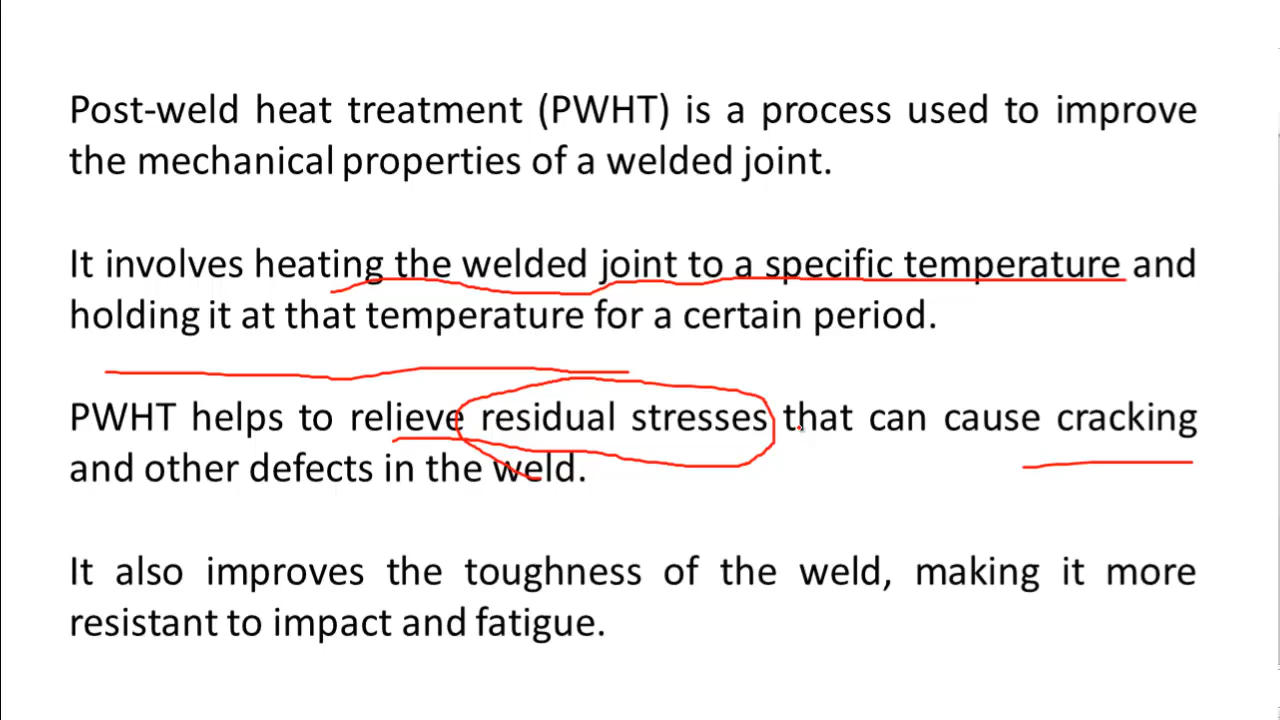 Post-weld heat treatment (PWHT) is a process used to improve
the mechanical properties of a welded joint.
It involves heating the welded joint to a specific temperature and
holding it at that temperature for a certain period.
PWHT helps to relieve residual stresses that can cause cracking
and other defects in the weld.
It also improves the toughness of the weld, making it more
resistant to impact and fatigue.